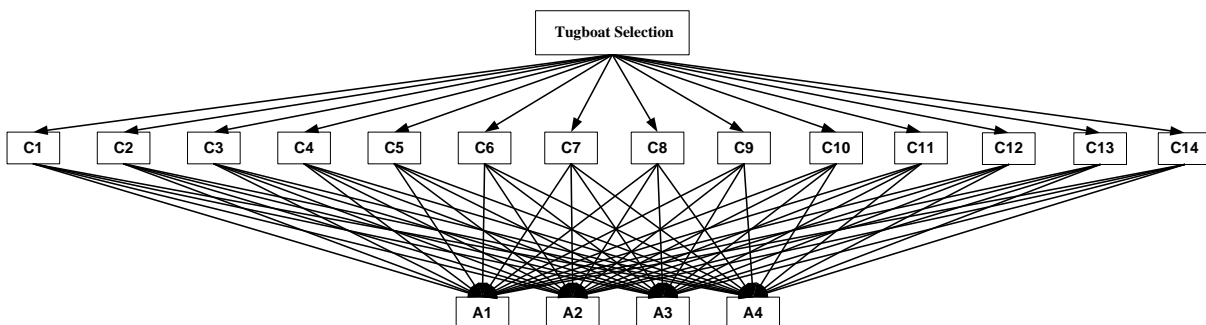 Tugboat Selection
C1 C2 C3 C4 C5 C6 C7 C8 C9 C10 C11 C12 C13 C14
A1 A2 A3 A4